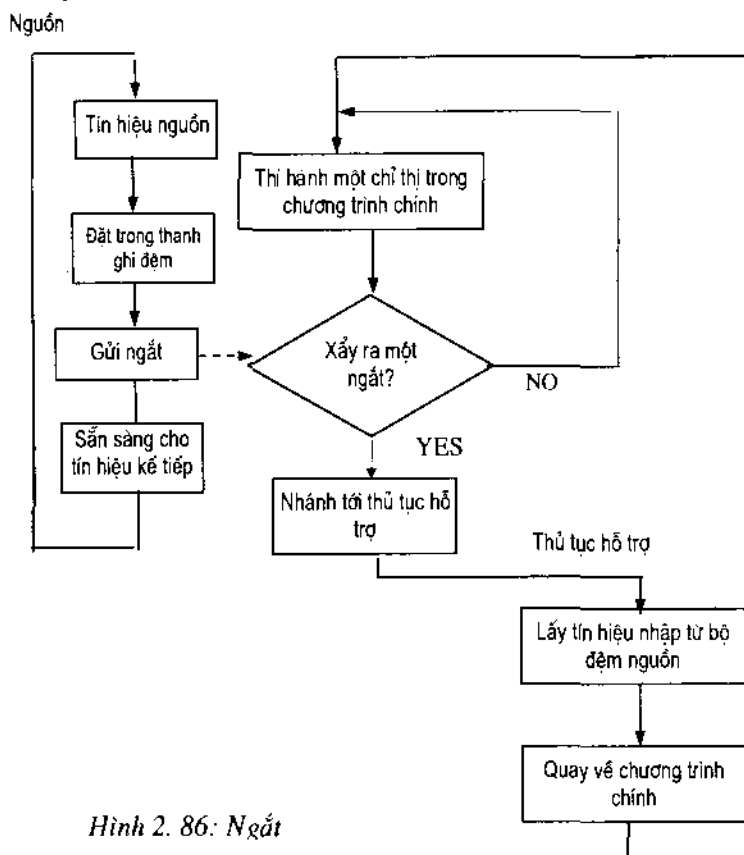 Nguồn
Tín hiệu nguồn
Đặt trong thanh
ghi đệm
Gửi ngắt
Sẵn sàng cho
tín hiệu kế tiếp
Thi hành một chỉ thị trong
chương trình chính
Xẩy ra một
ngắt?
NO
YES
Nhánh tới thủ tục hỗ
trợ
Thủ tục hỗ trợ
Lấy tín hiệu nhập từ bộ
đệm nguồn
Quay về chương trình
chính
Hình 2. 86: Ngắt